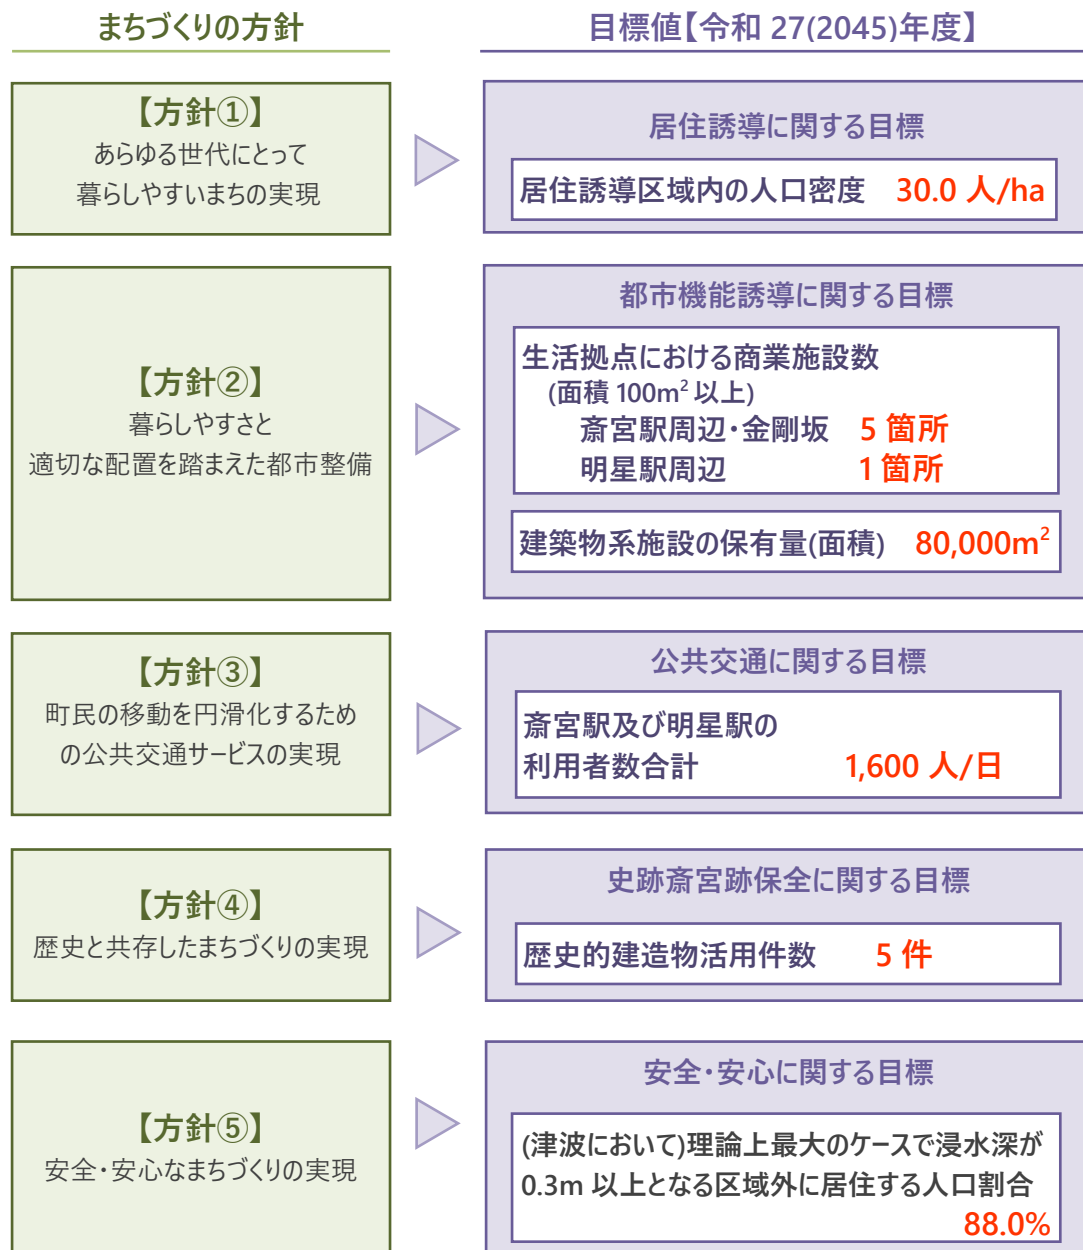 まちづくりの方針
目標値【令和 27(2045)年度】
【方針①】
あらゆる世代にとって
暮らしやすいまちの実現
居住誘導に関する目標
居住誘導区域内の人口密度 30.0 人/ha
【方針②】
暮らしやすさと
適切な配置を踏まえた都市整備
都市機能誘導に関する目標
生活拠点における商業施設数
(面積 100m² 以上)
斎宮駅周辺・金剛坂 5 箇所
明星駅周辺 1 箇所
建築物系施設の保有量(面積) 80,000m²
【方針③】
町民の移動を円滑化するため
の公共交通サービスの実現
公共交通に関する目標
斎宮駅及び明星駅の
利用者数合計 1,600 人/日
【方針④】
歴史と共存したまちづくりの実現
史跡斎宮跡保全に関する目標
歴史的建造物活用件数 5 件
【方針⑤】
安全・安心なまちづくりの実現
安全・安心に関する目標
(津波において)理論上最大のケースで浸水深が
0.3m 以上となる区域外に居住する人口割合
88.0%